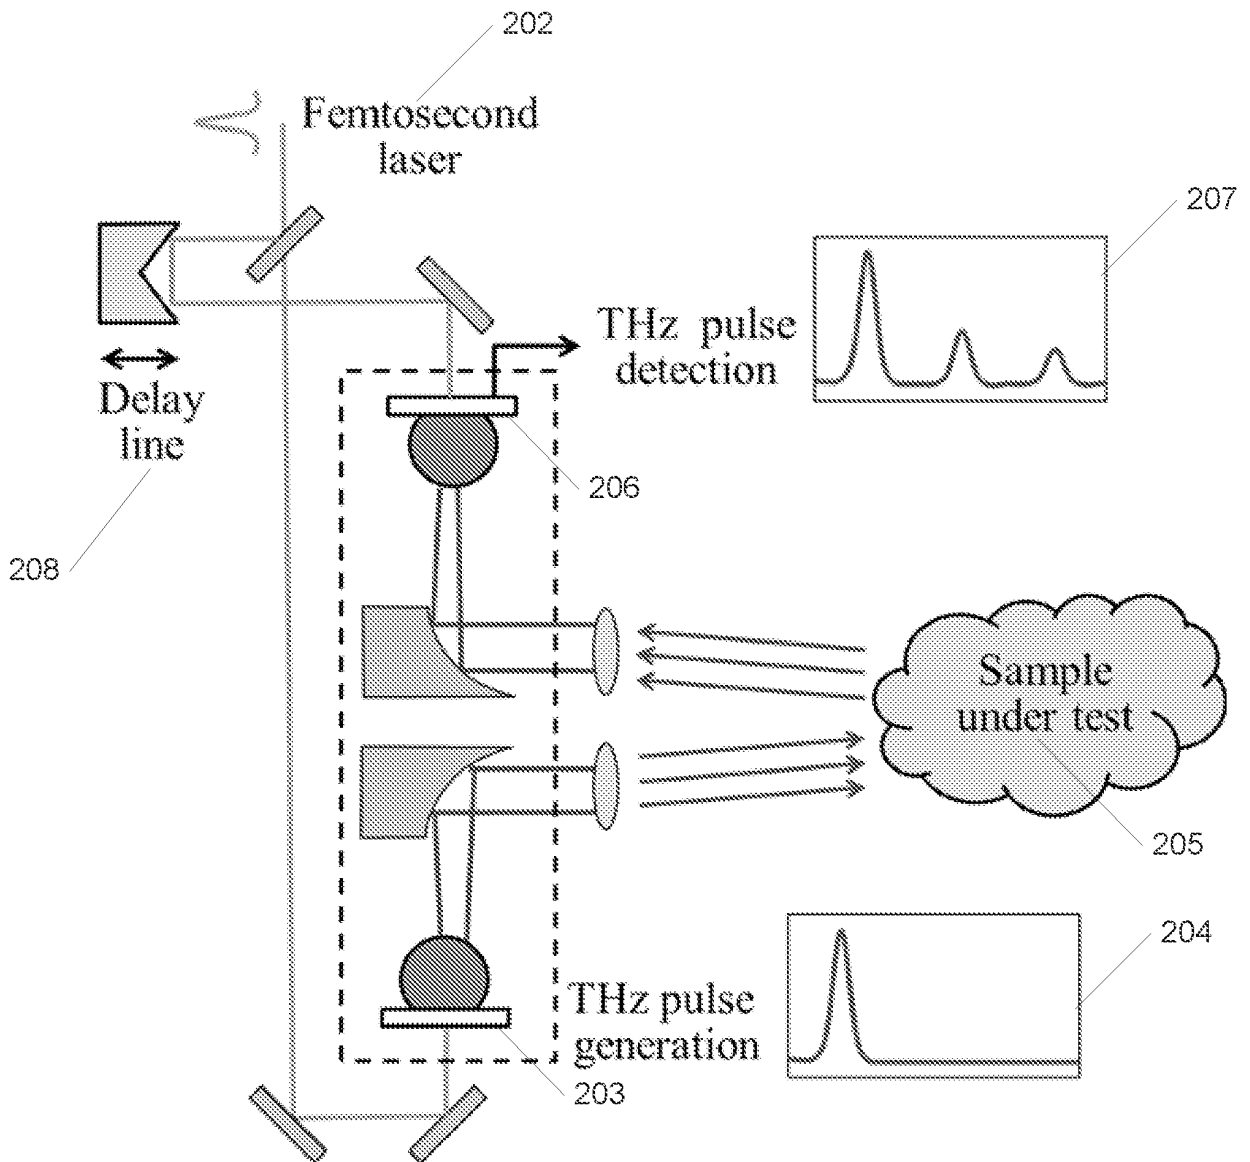 202
Femtosecond
laser
207
THz pulse
detection
Delay
line
206
208
Sample
under test
205
204
THz pulse
generation
203